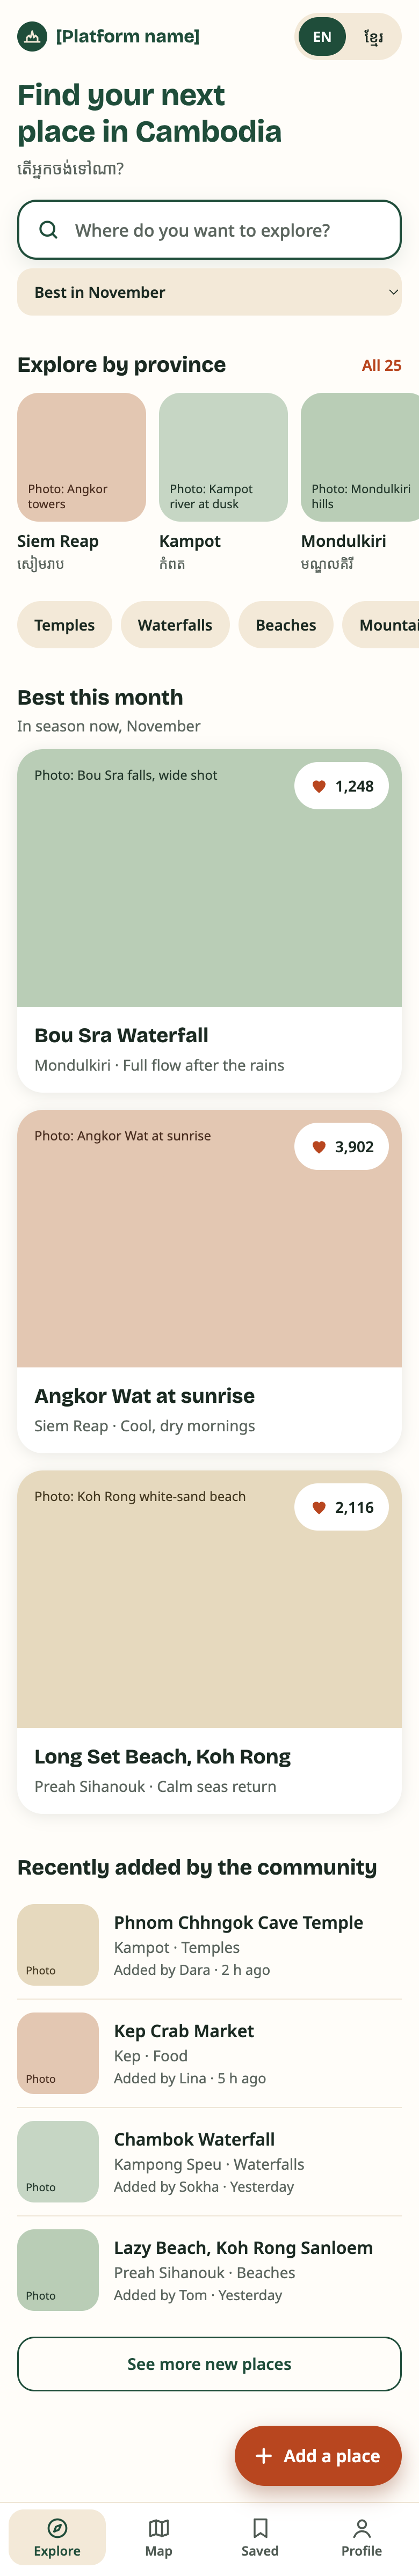 [Platform name]
EN
ខ្មែរ
Find your next
place in Cambodia
តើអ្នកចង់ទៅណា?
Where do you want to explore?
Best in November
Explore by province
All 25
Photo: Angkor
towers
Photo: Kampot
river at dusk
Photo: Mondulkiri
hills
Siem Reap
Kampot
Mondulkiri
សៀមរាប
កំពត
មណ្ឌលគិរី
Temples
Waterfalls
Beaches
Mountai
Best this month
In season now, November
Photo: Bou Sra falls, wide shot
1,248
Bou Sra Waterfall
Mondulkiri · Full flow after the rains
Photo: Angkor Wat at sunrise
3,902
Angkor Wat at sunrise
Siem Reap · Cool, dry mornings
Photo: Koh Rong white-sand beach
2,116
Long Set Beach, Koh Rong
Preah Sihanouk · Calm seas return
Recently added by the community
Photo
Phnom Chhngok Cave Temple
Kampot · Temples
Added by Dara · 2 h ago
Photo
Kep Crab Market
Kep · Food
Added by Lina · 5 h ago
Photo
Chambok Waterfall
Kampong Speu · Waterfalls
Added by Sokha · Yesterday
Photo
Lazy Beach, Koh Rong Sanloem
Preah Sihanouk · Beaches
Added by Tom · Yesterday
See more new places
Add a place
Explore
Map
Saved
Profile